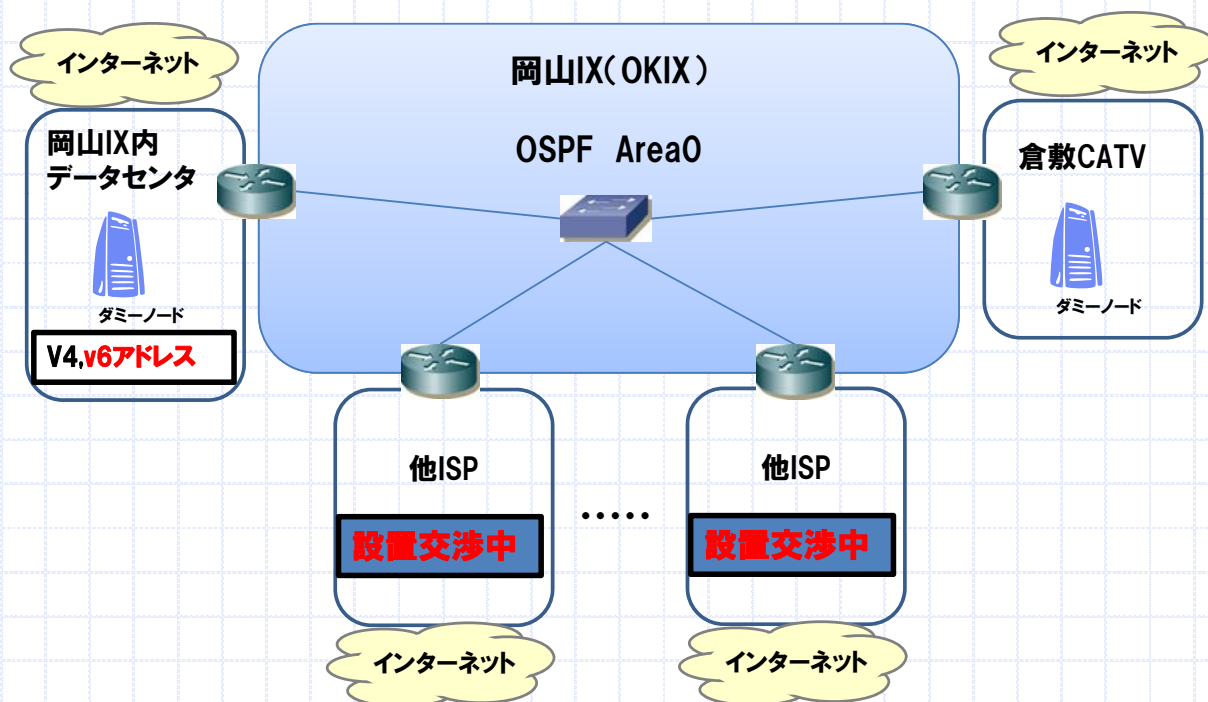 インターネット
岡山IX(OKIX)
インターネット
岡山IX内
データセンタ
OSPF Area0
倉敷CATV
ダミーノード
ダミーノード
V4,v6アドレス
他ISP
他ISP
設置交渉中
・・・・・
設置交渉中
インターネット
インターネット